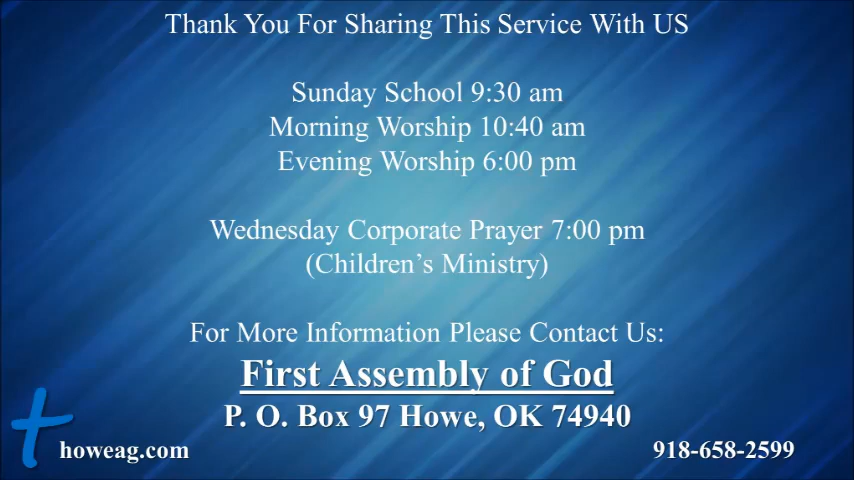 Thank You For Sharing This Service With US
Sunday School 9:30 am
Morning Worship 10:40 am
Evening Worship 6:00 pm
Wednesday Corporate Prayer 7:00 pm
(Children’s Ministry)
For More Information Please Contact Us:
First Assembly of God
P. O. Box 97 Howe, OK 74940
howeag.com
918-658-2599